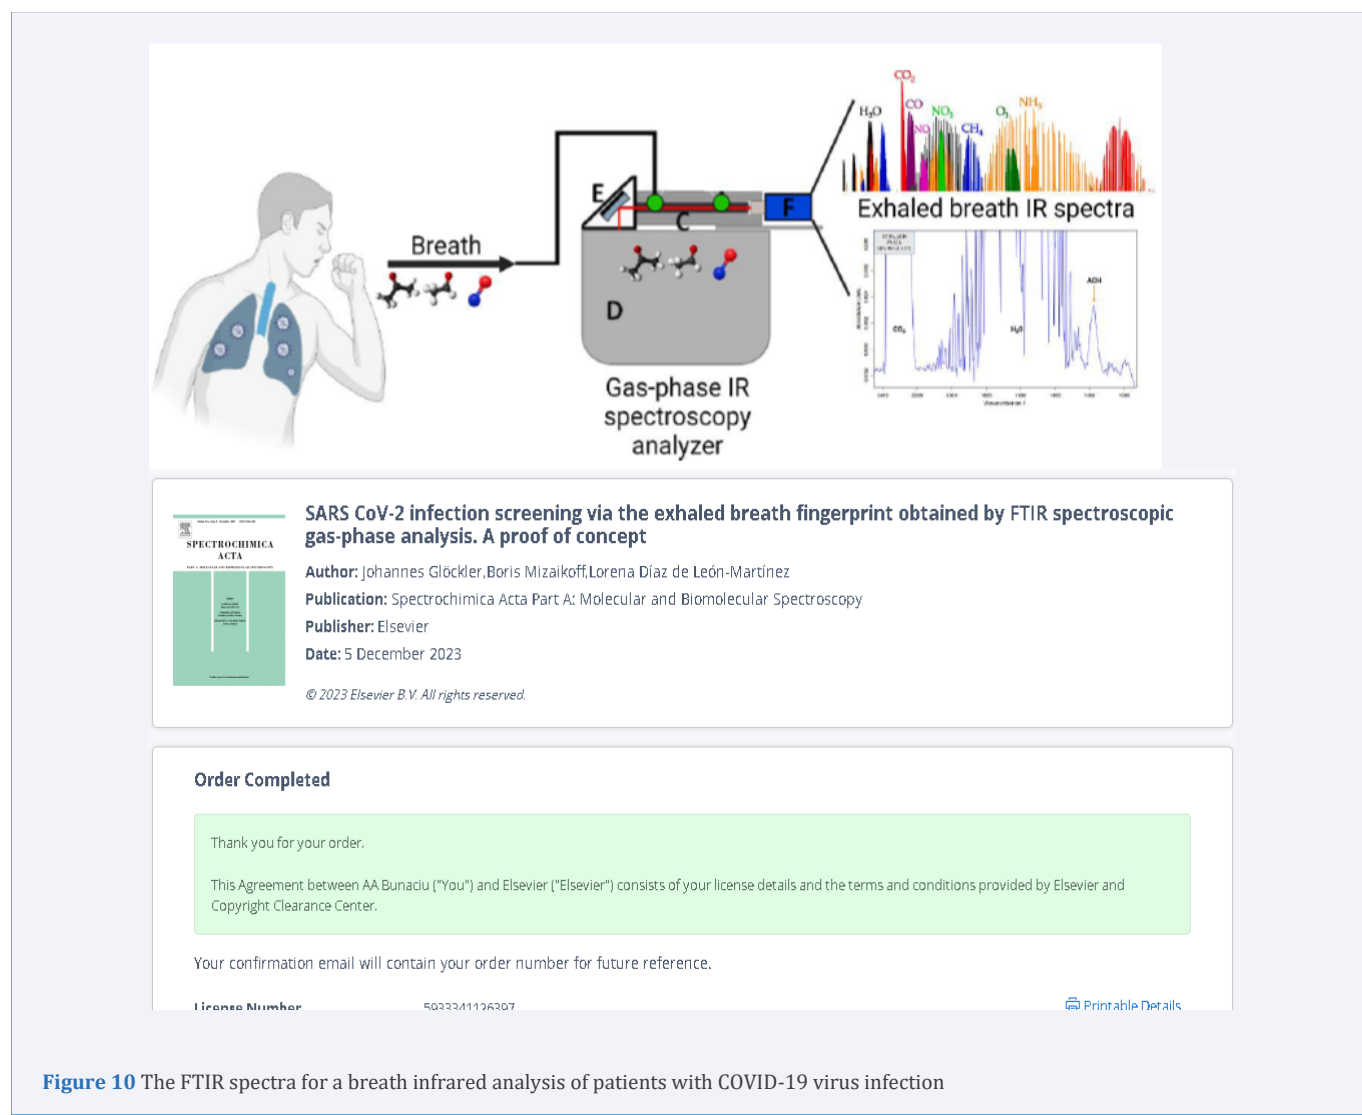 CO₂
H₂O
CO
NO₂
NO
CH₄
O₃
NH₃
E
F
C
Exhaled breath IR spectra
Breath
D
ACH
CO₂
H₂O
Gas-phase IR
spectroscopy
analyzer
SARS CoV-2 infection screening via the exhaled breath fingerprint obtained by FTIR spectroscopic
gas-phase analysis. A proof of concept
SPECTROCHIMICA
ACTA
Author: Johannes Glöckler,Boris Mizaikoff,Lorena Díaz de León-Martínez
Publication: Spectrochimica Acta Part A: Molecular and Biomolecular Spectroscopy
Publisher: Elsevier
Date: 5 December 2023
© 2023 Elsevier B.V. All rights reserved.
Order Completed
Thank you for your order.
This Agreement between AA Bunaciu ("You") and Elsevier ("Elsevier") consists of your license details and the terms and conditions provided by Elsevier and
Copyright Clearance Center.
Your confirmation email will contain your order number for future reference.
License Number 5933341126397 Printable Details
Figure 10 The FTIR spectra for a breath infrared analysis of patients with COVID-19 virus infection